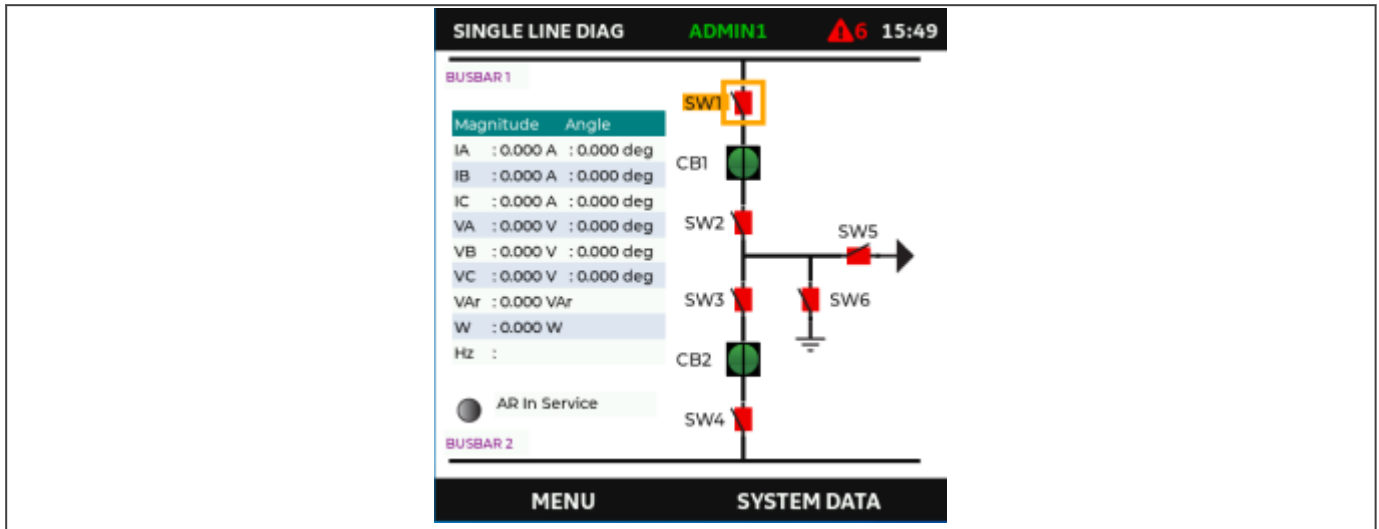 SINGLE LINE DIAG ADMIN1 6 15:49
BUSBAR 1
SW1
Magnitude Angle
IA : 0.000 A : 0.000 deg
IB : 0.000 A : 0.000 deg
IC : 0.000 A : 0.000 deg
VA : 0.000 V : 0.000 deg
VB : 0.000 V : 0.000 deg
VC : 0.000 V : 0.000 deg
VAr : 0.000 VAr
W : 0.000 W
Hz :
CB1
SW2
SW5
SW3
SW6
CB2
AR In Service
SW4
BUSBAR 2
MENU SYSTEM DATA